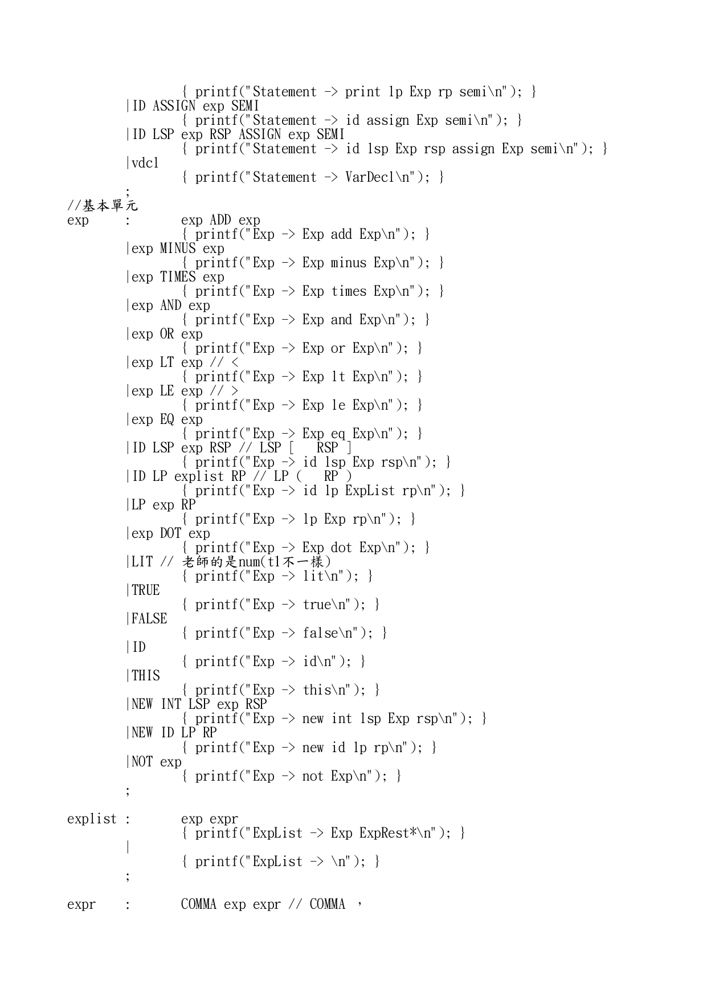 { printf("Statement -> print lp Exp rp semi\n"); }
|ID ASSIGN exp SEMI
{ printf("Statement -> id assign Exp semi\n"); }
|ID LSP exp RSP ASSIGN exp SEMI
{ printf("Statement -> id lsp Exp rsp assign Exp semi\n"); }
|vdcl
{ printf("Statement -> VarDecl\n"); }
;
//基本單元
exp : exp ADD exp
{ printf("Exp -> Exp add Exp\n"); }
|exp MINUS exp
{ printf("Exp -> Exp minus Exp\n"); }
|exp TIMES exp
{ printf("Exp -> Exp times Exp\n"); }
|exp AND exp
{ printf("Exp -> Exp and Exp\n"); }
|exp OR exp
{ printf("Exp -> Exp or Exp\n"); }
|exp LT exp // <
{ printf("Exp -> Exp lt Exp\n"); }
|exp LE exp // >
{ printf("Exp -> Exp le Exp\n"); }
|exp EQ exp
{ printf("Exp -> Exp eq Exp\n"); }
|ID LSP exp RSP // LSP [ RSP ]
{ printf("Exp -> id lsp Exp rsp\n"); }
|ID LP explist RP // LP ( RP )
{ printf("Exp -> id lp ExpList rp\n"); }
|LP exp RP
{ printf("Exp -> lp Exp rp\n"); }
|exp DOT exp
{ printf("Exp -> Exp dot Exp\n"); }
|LIT // 老師的是num(t1不一樣)
{ printf("Exp -> lit\n"); }
|TRUE
{ printf("Exp -> true\n"); }
|FALSE
{ printf("Exp -> false\n"); }
|ID
{ printf("Exp -> id\n"); }
|THIS
{ printf("Exp -> this\n"); }
|NEW INT LSP exp RSP
{ printf("Exp -> new int lsp Exp rsp\n"); }
|NEW ID LP RP
{ printf("Exp -> new id lp rp\n"); }
|NOT exp
{ printf("Exp -> not Exp\n"); }
;
explist : exp expr
{ printf("ExpList -> Exp ExpRest*\n"); }
|
{ printf("ExpList -> \n"); }
;
expr : COMMA exp expr // COMMA ，